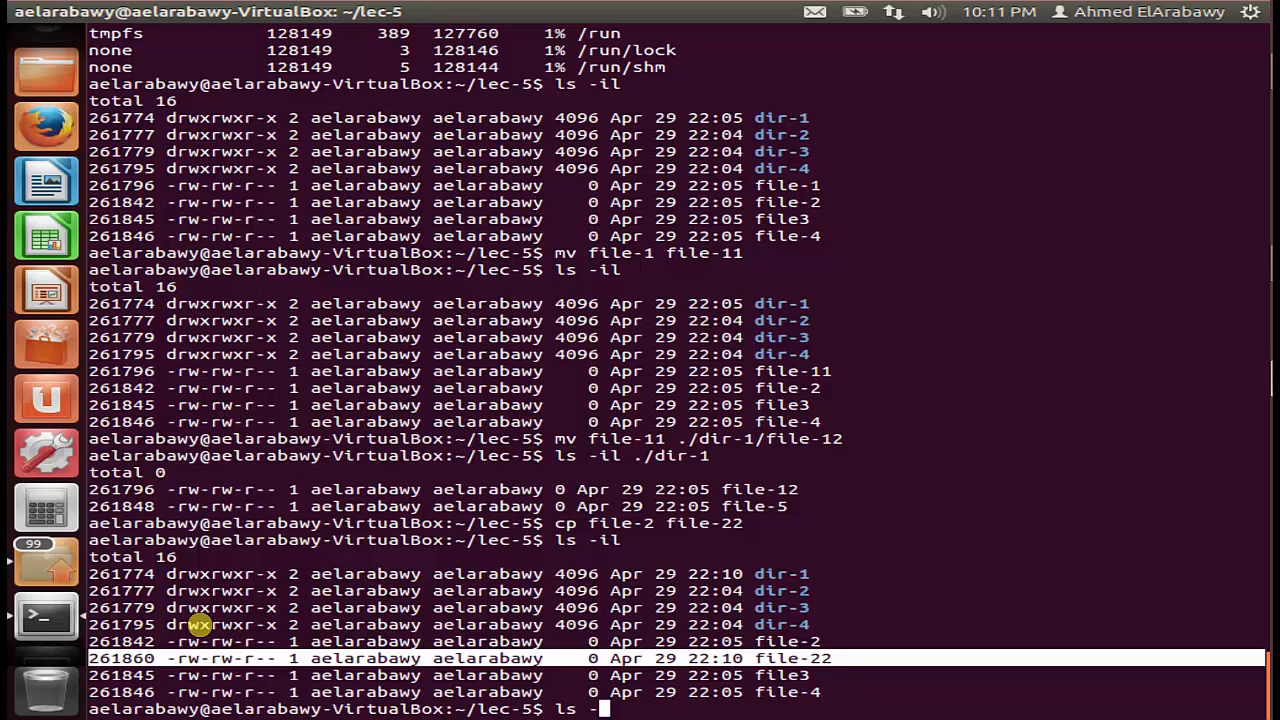 aelarabawy@aelarabawy-VirtualBox: ~/lec-5 10:11 PM Ahmed ElArabawy
tmpfs 128149 389 127760 1% /run
none 128149 3 128146 1% /run/lock
none 128149 5 128144 1% /run/shm
aelarabawy@aelarabawy-VirtualBox:~/lec-5$ ls -il
total 16
261774 drwxrwxr-x 2 aelarabawy aelarabawy 4096 Apr 29 22:05 dir-1
261777 drwxrwxr-x 2 aelarabawy aelarabawy 4096 Apr 29 22:04 dir-2
261779 drwxrwxr-x 2 aelarabawy aelarabawy 4096 Apr 29 22:04 dir-3
261795 drwxrwxr-x 2 aelarabawy aelarabawy 4096 Apr 29 22:04 dir-4
261796 -rw-rw-r-- 1 aelarabawy aelarabawy 0 Apr 29 22:05 file-1
261842 -rw-rw-r-- 1 aelarabawy aelarabawy 0 Apr 29 22:05 file-2
261845 -rw-rw-r-- 1 aelarabawy aelarabawy 0 Apr 29 22:05 file3
261846 -rw-rw-r-- 1 aelarabawy aelarabawy 0 Apr 29 22:05 file-4
aelarabawy@aelarabawy-VirtualBox:~/lec-5$ mv file-1 file-11
aelarabawy@aelarabawy-VirtualBox:~/lec-5$ ls -il
total 16
261774 drwxrwxr-x 2 aelarabawy aelarabawy 4096 Apr 29 22:05 dir-1
261777 drwxrwxr-x 2 aelarabawy aelarabawy 4096 Apr 29 22:04 dir-2
261779 drwxrwxr-x 2 aelarabawy aelarabawy 4096 Apr 29 22:04 dir-3
261795 drwxrwxr-x 2 aelarabawy aelarabawy 4096 Apr 29 22:04 dir-4
261796 -rw-rw-r-- 1 aelarabawy aelarabawy 0 Apr 29 22:05 file-11
261842 -rw-rw-r-- 1 aelarabawy aelarabawy 0 Apr 29 22:05 file-2
261845 -rw-rw-r-- 1 aelarabawy aelarabawy 0 Apr 29 22:05 file3
261846 -rw-rw-r-- 1 aelarabawy aelarabawy 0 Apr 29 22:05 file-4
aelarabawy@aelarabawy-VirtualBox:~/lec-5$ mv file-11 ./dir-1/file-12
aelarabawy@aelarabawy-VirtualBox:~/lec-5$ ls -il ./dir-1
total 0
261796 -rw-rw-r-- 1 aelarabawy aelarabawy 0 Apr 29 22:05 file-12
261848 -rw-rw-r-- 1 aelarabawy aelarabawy 0 Apr 29 22:05 file-5
aelarabawy@aelarabawy-VirtualBox:~/lec-5$ cp file-2 file-22
aelarabawy@aelarabawy-VirtualBox:~/lec-5$ ls -il
99
total 16
261774 drwxrwxr-x 2 aelarabawy aelarabawy 4096 Apr 29 22:10 dir-1
261777 drwxrwxr-x 2 aelarabawy aelarabawy 4096 Apr 29 22:04 dir-2
261779 drwxrwxr-x 2 aelarabawy aelarabawy 4096 Apr 29 22:04 dir-3
261795 drwxrwxr-x 2 aelarabawy aelarabawy 4096 Apr 29 22:04 dir-4
261842 -rw-rw-r-- 1 aelarabawy aelarabawy 0 Apr 29 22:05 file-2
261860 -rw-rw-r-- 1 aelarabawy aelarabawy 0 Apr 29 22:10 file-22
261845 -rw-rw-r-- 1 aelarabawy aelarabawy 0 Apr 29 22:05 file3
261846 -rw-rw-r-- 1 aelarabawy aelarabawy 0 Apr 29 22:05 file-4
aelarabawy@aelarabawy-VirtualBox:~/lec-5$ ls -